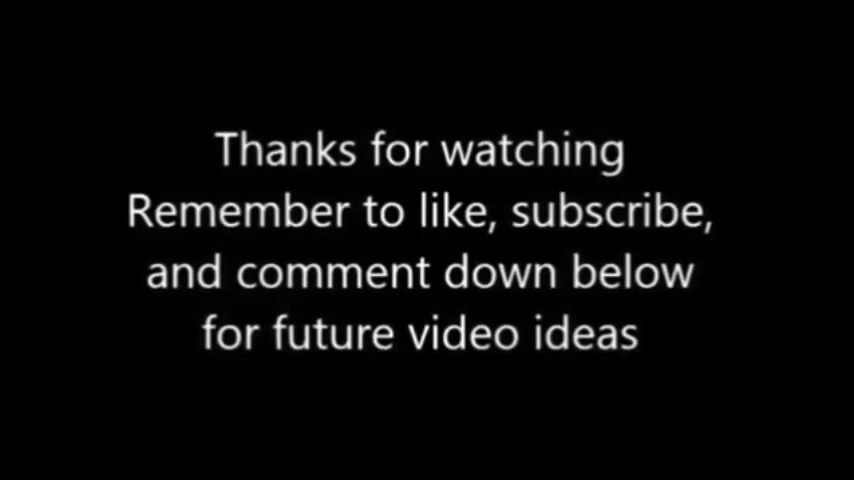 Thanks for watching
Remember to like, subscribe,
and comment down below
for future video ideas